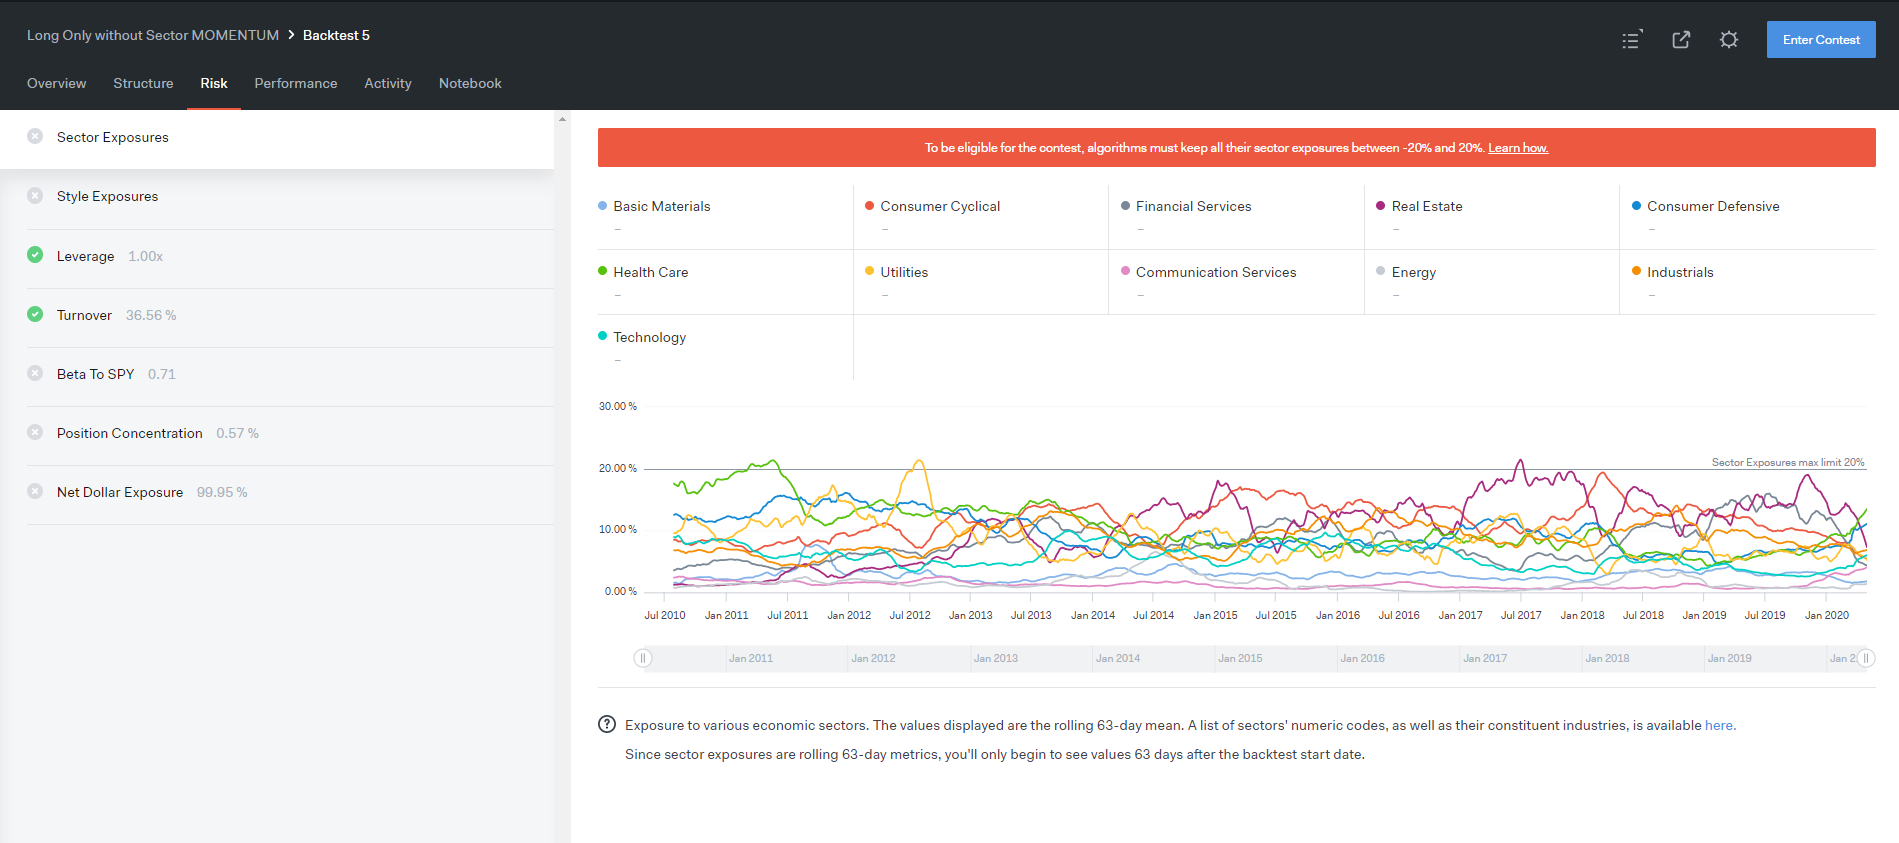 Long Only without Sector MOMENTUM > Backtest 5
Enter Contest
Overview Structure Risk Performance Activity Notebook
Sector Exposures
Style Exposures
Leverage 1.00x
Turnover 36.56 %
Beta To SPY 0.71
Position Concentration 0.57 %
Net Dollar Exposure 99.95 %
To be eligible for the contest, algorithms must keep all their sector exposures between -20% and 20%. Learn how.
Basic Materials Consumer Cyclical Financial Services Real Estate Consumer Defensive
– – – – –
Health Care Utilities Communication Services Energy Industrials
– – – – –
Technology
–
30.00 %
20.00 %
Sector Exposures max limit 20%
10.00 %
0.00 %
Jul 2010 Jan 2011 Jul 2011 Jan 2012 Jul 2012 Jan 2013 Jul 2013 Jan 2014 Jul 2014 Jan 2015 Jul 2015 Jan 2016 Jul 2016 Jan 2017 Jul 2017 Jan 2018 Jul 2018 Jan 2019 Jul 2019 Jan 2020
Jan 2011 Jan 2012 Jan 2013 Jan 2014 Jan 2015 Jan 2016 Jan 2017 Jan 2018 Jan 2019 Jan 2...
Exposure to various economic sectors. The values displayed are the rolling 63-day mean. A list of sectors' numeric codes, as well as their constituent industries, is available here.
Since sector exposures are rolling 63-day metrics, you'll only begin to see values 63 days after the backtest start date.